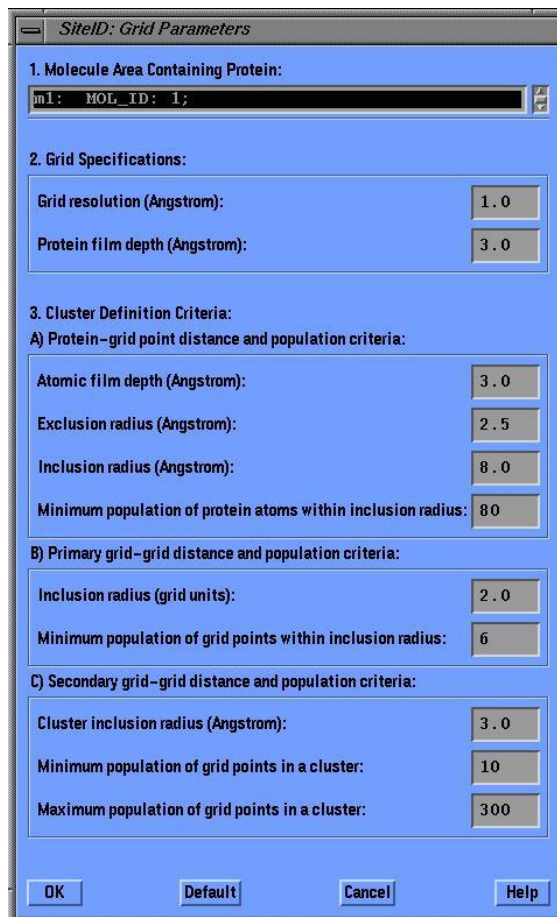 SiteID: Grid Parameters
1. Molecule Area Containing Protein:
m1: MOL_ID: 1;
2. Grid Specifications:
Grid resolution (Angstrom): 1.0
Protein film depth (Angstrom): 3.0
3. Cluster Definition Criteria:
A) Protein-grid point distance and population criteria:
Atomic film depth (Angstrom): 3.0
Exclusion radius (Angstrom): 2.5
Inclusion radius (Angstrom): 8.0
Minimum population of protein atoms within inclusion radius: 80
B) Primary grid-grid distance and population criteria:
Inclusion radius (grid units): 2.0
Minimum population of grid points within inclusion radius: 6
C) Secondary grid-grid distance and population criteria:
Cluster inclusion radius (Angstrom): 3.0
Minimum population of grid points in a cluster: 10
Maximum population of grid points in a cluster: 300
OK Default Cancel Help